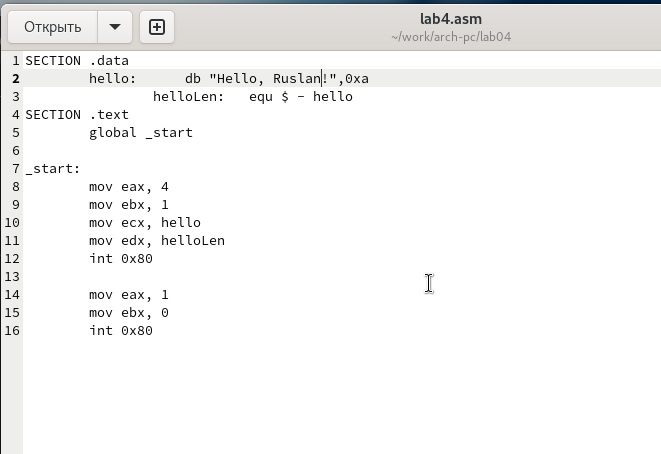 Открыть
lab4.asm
~/work/arch-pc/lab04
1 SECTION .data
2         hello:      db "Hello, Ruslan!",0xa
3                 helloLen:   equ $ - hello
4 SECTION .text
5         global _start
6
7 _start:
8         mov eax, 4
9         mov ebx, 1
10         mov ecx, hello
11         mov edx, helloLen
12         int 0x80
13
14         mov eax, 1
15         mov ebx, 0
16         int 0x80